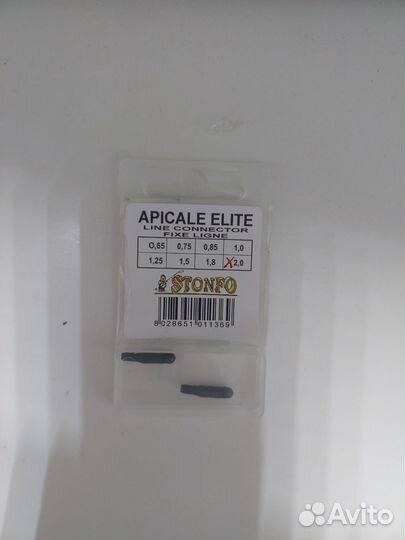 APICALE ELITE
LINE CONNECTOR
FIXE LIGNE
0,65 0,75 0,85 1,0
1,25 1,5 1,8 X2,0
STONFO
8 028651 011369
Avito